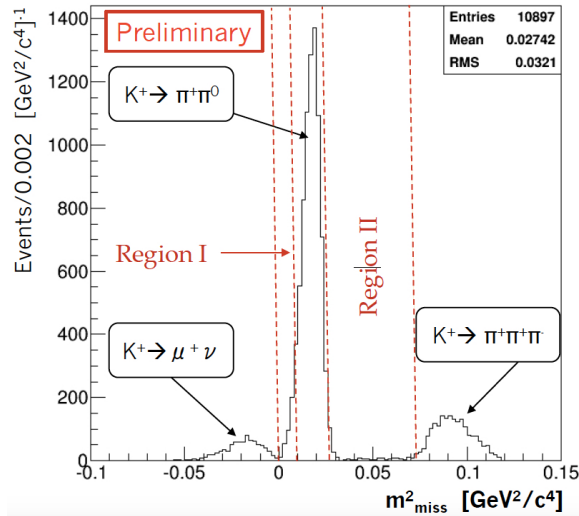 Preliminary
Entries 10897
Mean 0.02742
RMS 0.0321
Events/0.002 [GeV²/c⁴]⁻¹
1400
1200
1000
800
600
400
200
0
K⁺→ π⁺π⁰
Region I
Region II
K⁺→ μ⁺ν
K⁺→ π⁺π⁺π⁻
-0.1 -0.05 0 0.05 0.1 0.15
m²miss [GeV²/c⁴]